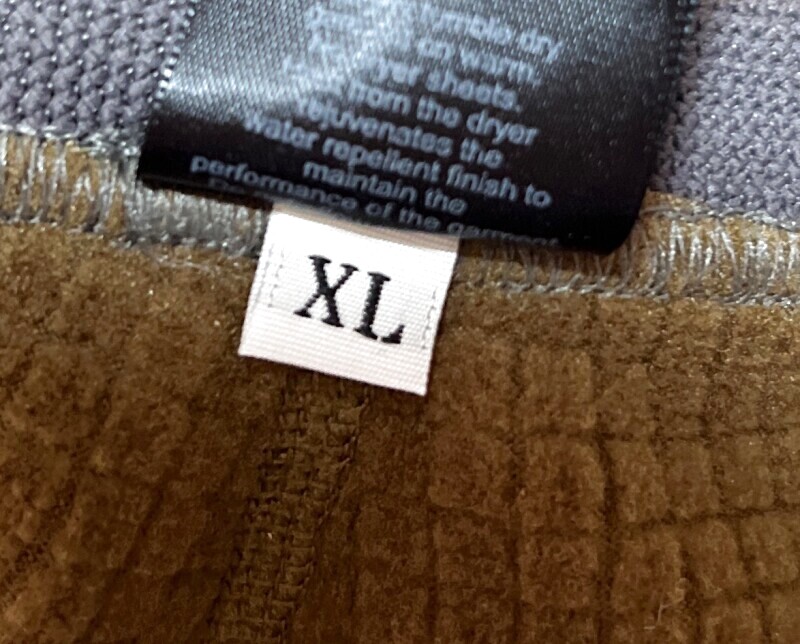 tumble dry
on warm.
sheets.
from the dryer
rejuvenates the
water repellent finish to
maintain the
performance of the garment
XL